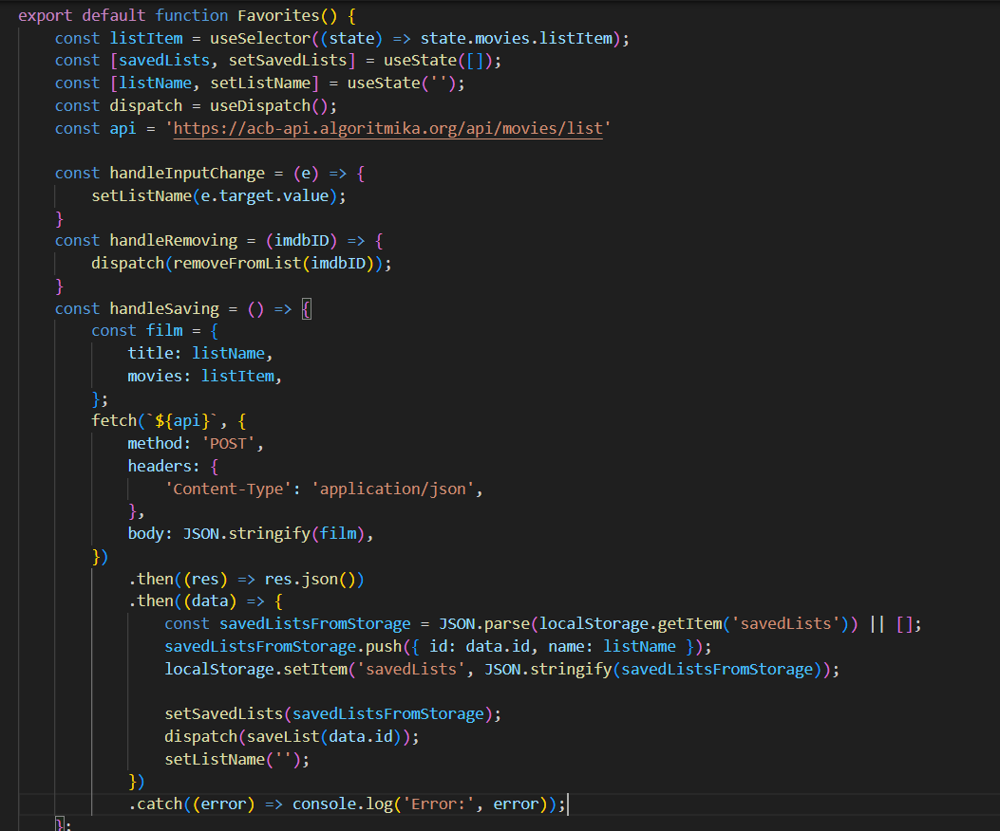 export default function Favorites() {
    const listItem = useSelector((state) => state.movies.listItem);
    const [savedLists, setSavedLists] = useState([]);
    const [listName, setListName] = useState('');
    const dispatch = useDispatch();
    const api = 'https://acb-api.algoritmika.org/api/movies/list'

    const handleInputChange = (e) => {
        setListName(e.target.value);
    }
    const handleRemoving = (imdbID) => {
        dispatch(removeFromList(imdbID));
    }
    const handleSaving = () => {
        const film = {
            title: listName,
            movies: listItem,
        };
        fetch(`${api}`, {
            method: 'POST',
            headers: {
                'Content-Type': 'application/json',
            },
            body: JSON.stringify(film),
        })
            .then((res) => res.json())
            .then((data) => {
                const savedListsFromStorage = JSON.parse(localStorage.getItem('savedLists')) || [];
                savedListsFromStorage.push({ id: data.id, name: listName });
                localStorage.setItem('savedLists', JSON.stringify(savedListsFromStorage));

                setSavedLists(savedListsFromStorage);
                dispatch(saveList(data.id));
                setListName('');
            })
            .catch((error) => console.log('Error:', error));
    };